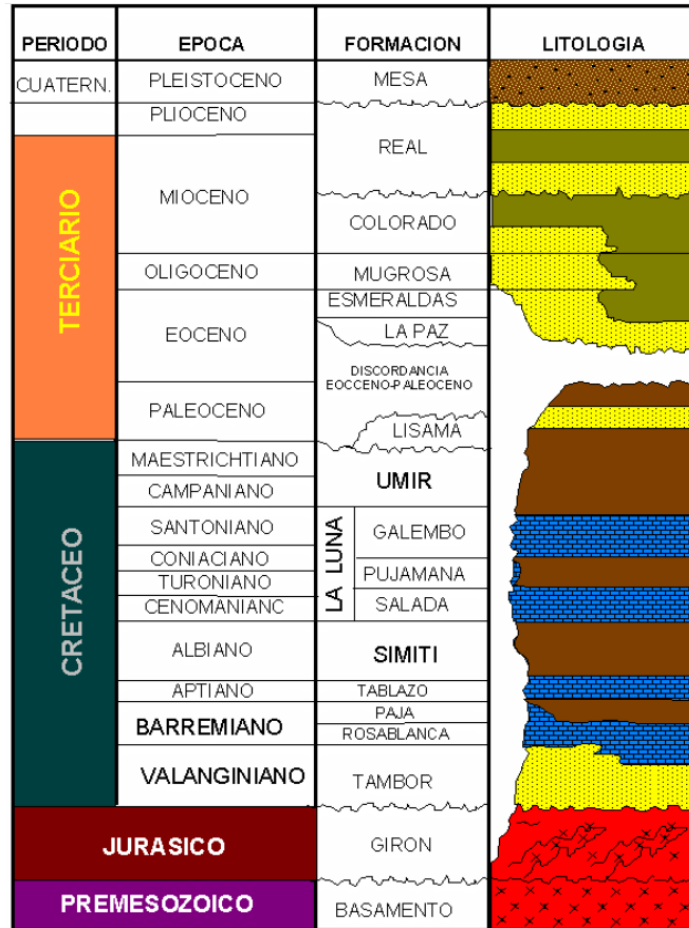 PERIODO EPOCA FORMACION LITOLOGIA
CUATERN. PLEISTOCENO MESA
PLIOCENO
REAL
TERCIARIO
MIOCENO
COLORADO
OLIGOCENO MUGROSA
ESMERALDAS
EOCENO
LA PAZ
DISCORDANCIA
EOCCENO-PALEOCENO
PALEOCENO
LISAMA
CRETACEO
MAESTRICHTIANO
UMIR
CAMPANIANO
LA LUNA
SANTONIANO GALEMBO
CONIACIANO
PUJAMANA
TURONIANO
CENOMANIANC SALADA
ALBIANO SIMITI
APTIANO TABLAZO
PAJA
BARREMIANO
ROSABLANCA
VALANGINIANO TAMBOR
JURASICO GIRON
PREMESOZOICO BASAMENTO